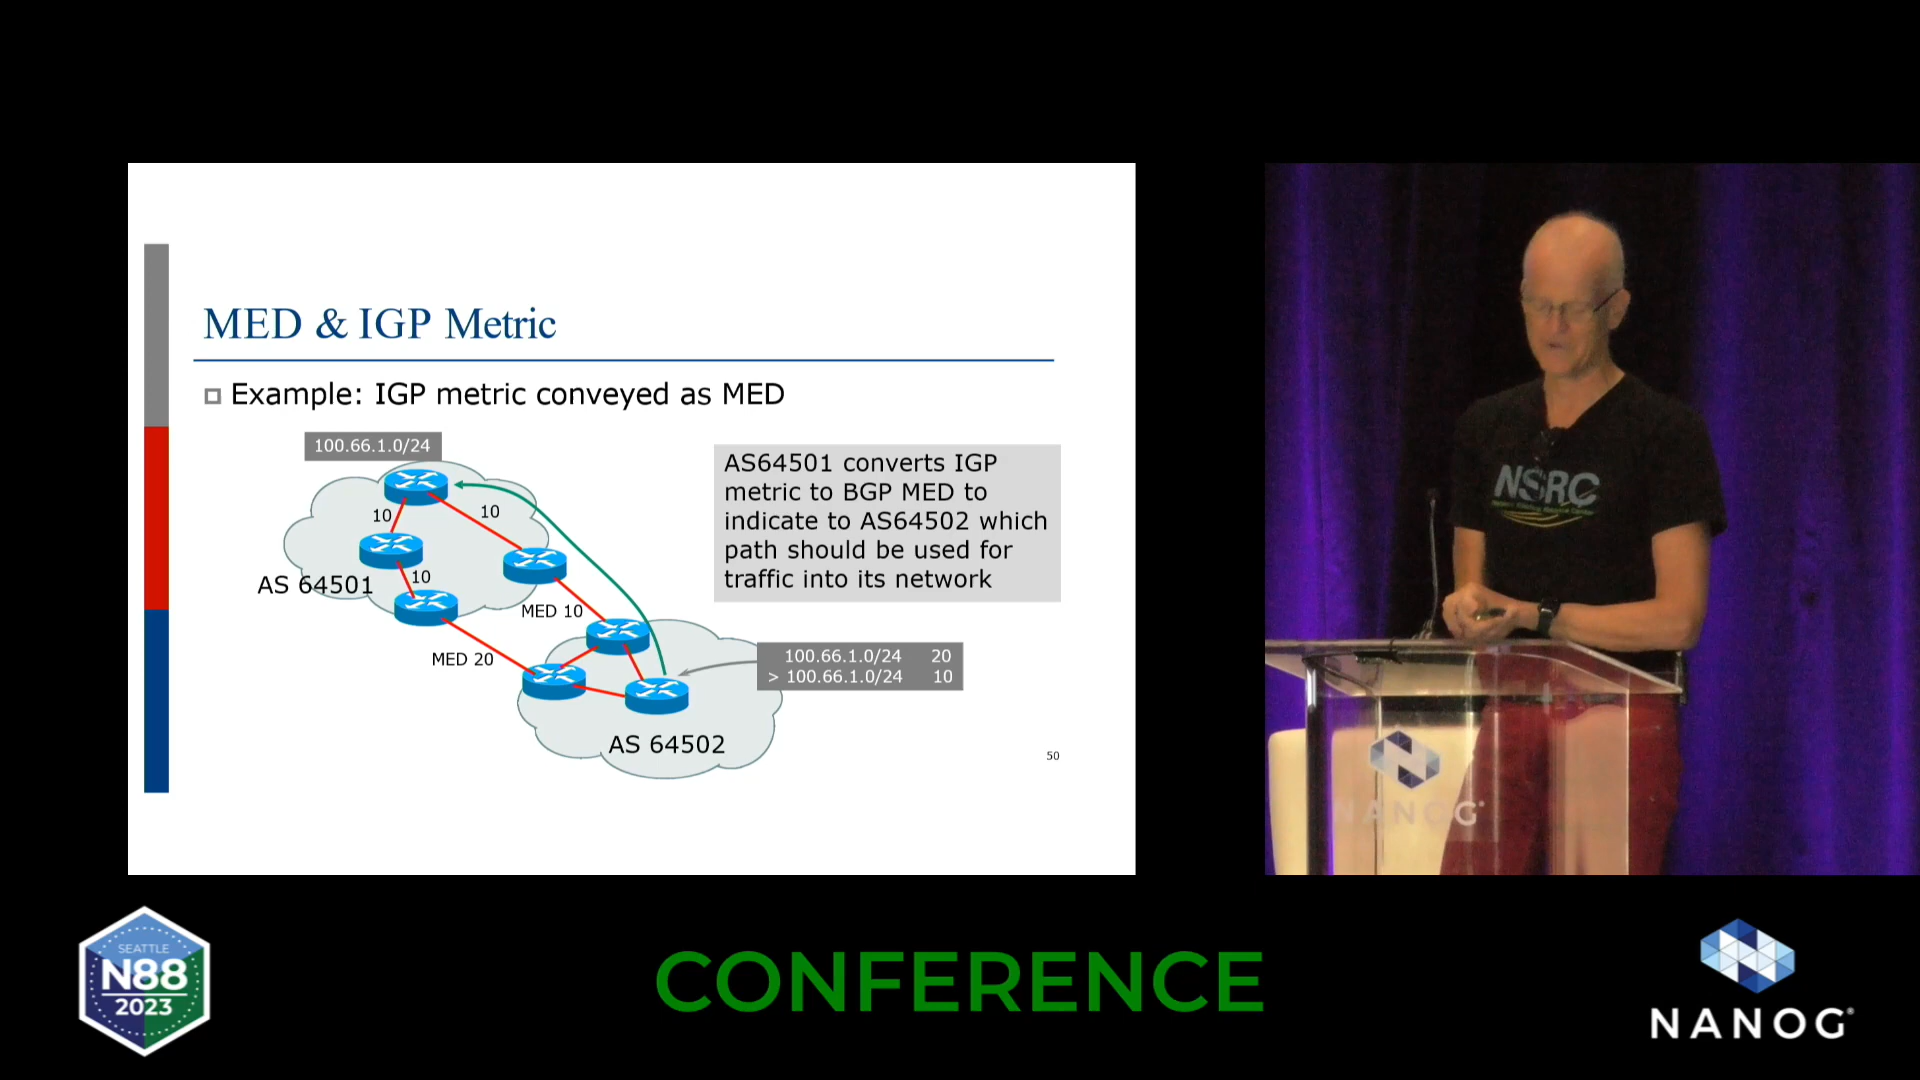 MED & IGP Metric
Example: IGP metric conveyed as MED
100.66.1.0/24
10
10
10
AS 64501
MED 10
MED 20
AS64501 converts IGP
metric to BGP MED to
indicate to AS64502 which
path should be used for
traffic into its network
100.66.1.0/24 20
> 100.66.1.0/24 10
AS 64502
50
NSRC
NANOG
SEATTLE
N88
2023
CONFERENCE
NANOG®